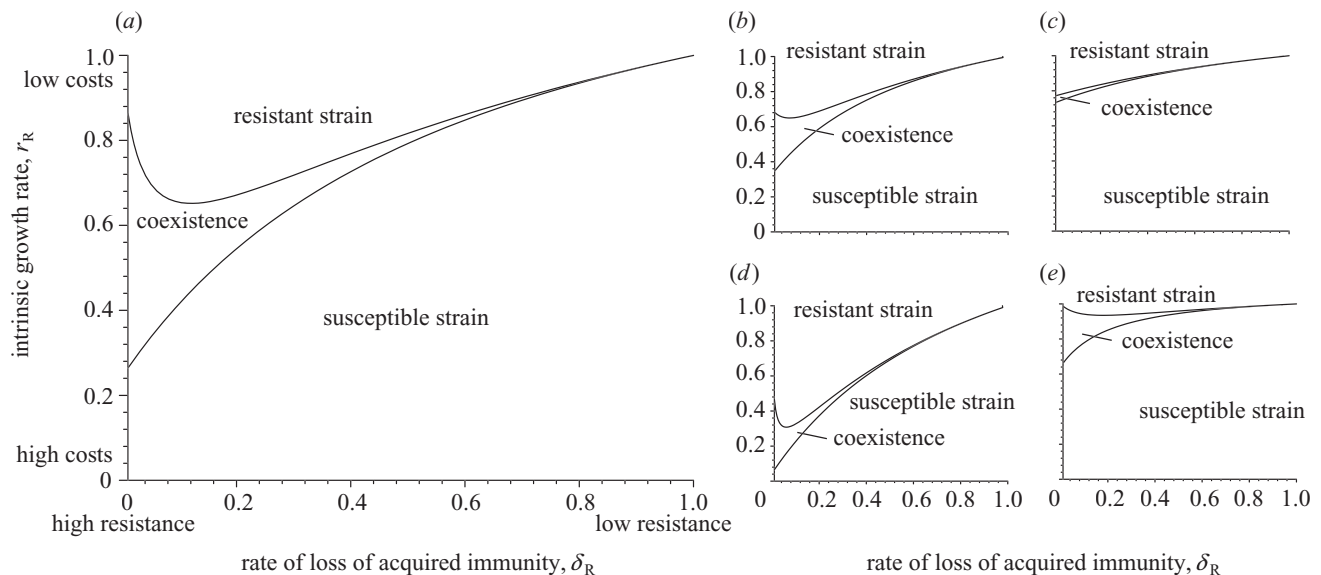 (a)
1.0
low costs
0.8
0.6
0.4
0.2
high costs
0
intrinsic growth rate, r_R
resistant strain
coexistence
susceptible strain
0 0.2 0.4 0.6 0.8 1.0
high resistance low resistance
rate of loss of acquired immunity, δ_R
(b)
resistant strain
1.0
0.8
0.6
0.4
0.2
0
coexistence
susceptible strain
(c)
resistant strain
coexistence
susceptible strain
(d)
1.0
0.8
0.6
0.4
0.2
resistant strain
susceptible strain
coexistence
0 0.2 0.4 0.6 0.8 1.0
(e)
resistant strain
coexistence
susceptible strain
0 0.2 0.4 0.6 0.8 1.0
rate of loss of acquired immunity, δ_R